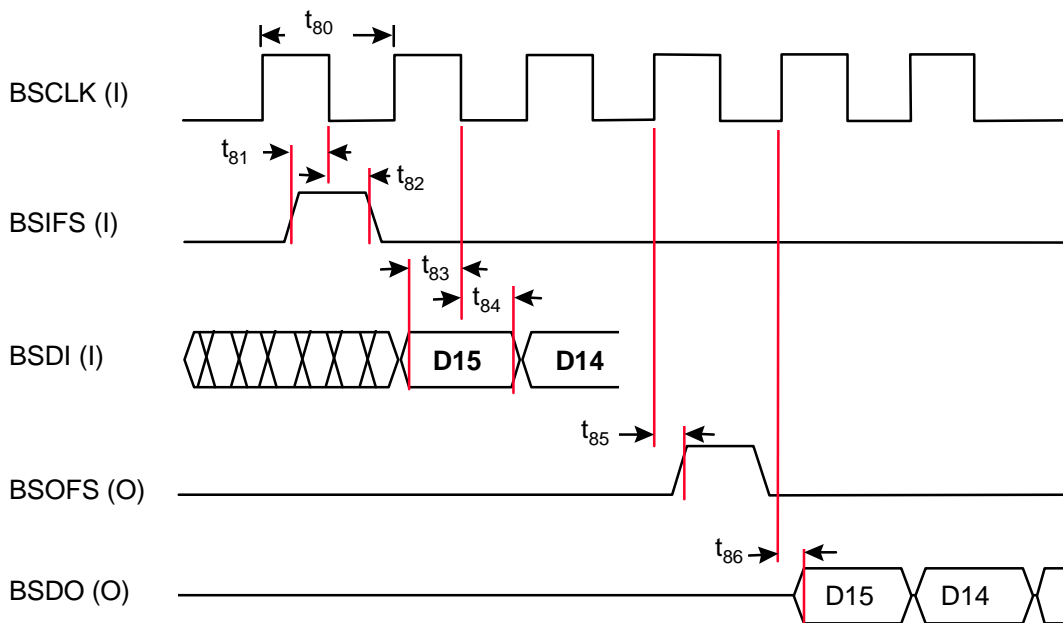 t80
BSCLK (I)
t81
t82
BSIFS (I)
t83
t84
BSDI (I)
D15
D14
t85
BSOFS (O)
t86
BSDO (O)
D15
D14